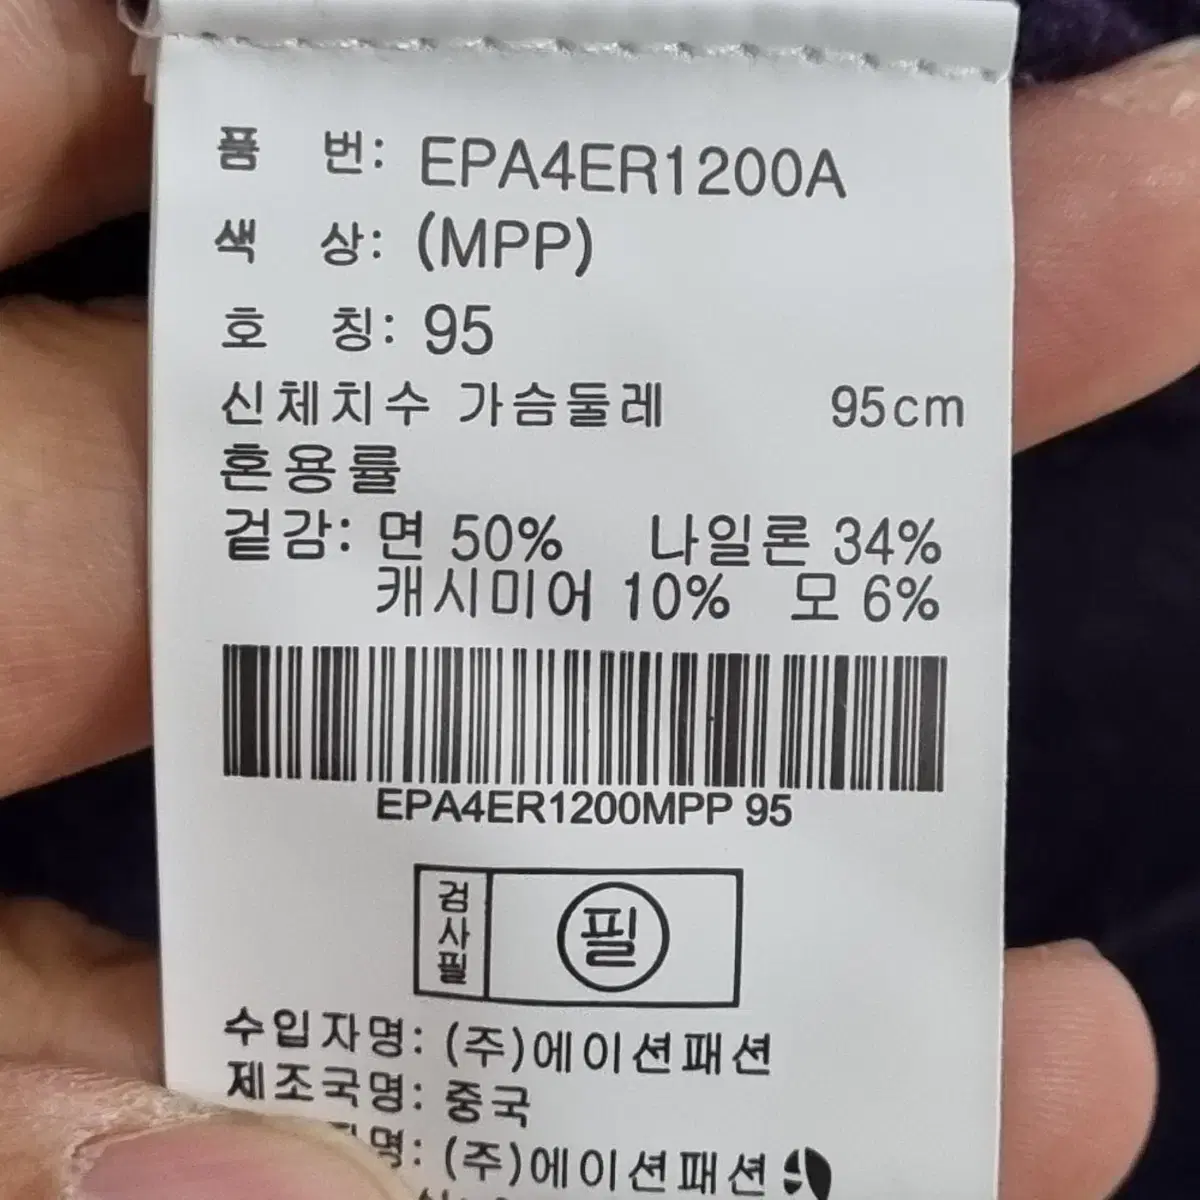 품 번: EPA4ER1200A
색 상: (MPP)
호 칭: 95
신체치수 가슴둘레 95cm
혼용률
겉감: 면 50% 나일론 34%
캐시미어 10% 모 6%
EPA4ER1200MPP 95
검사필 필
수입자명: (주)에이션패션
제조국명: 중국
명: (주)에이션패션